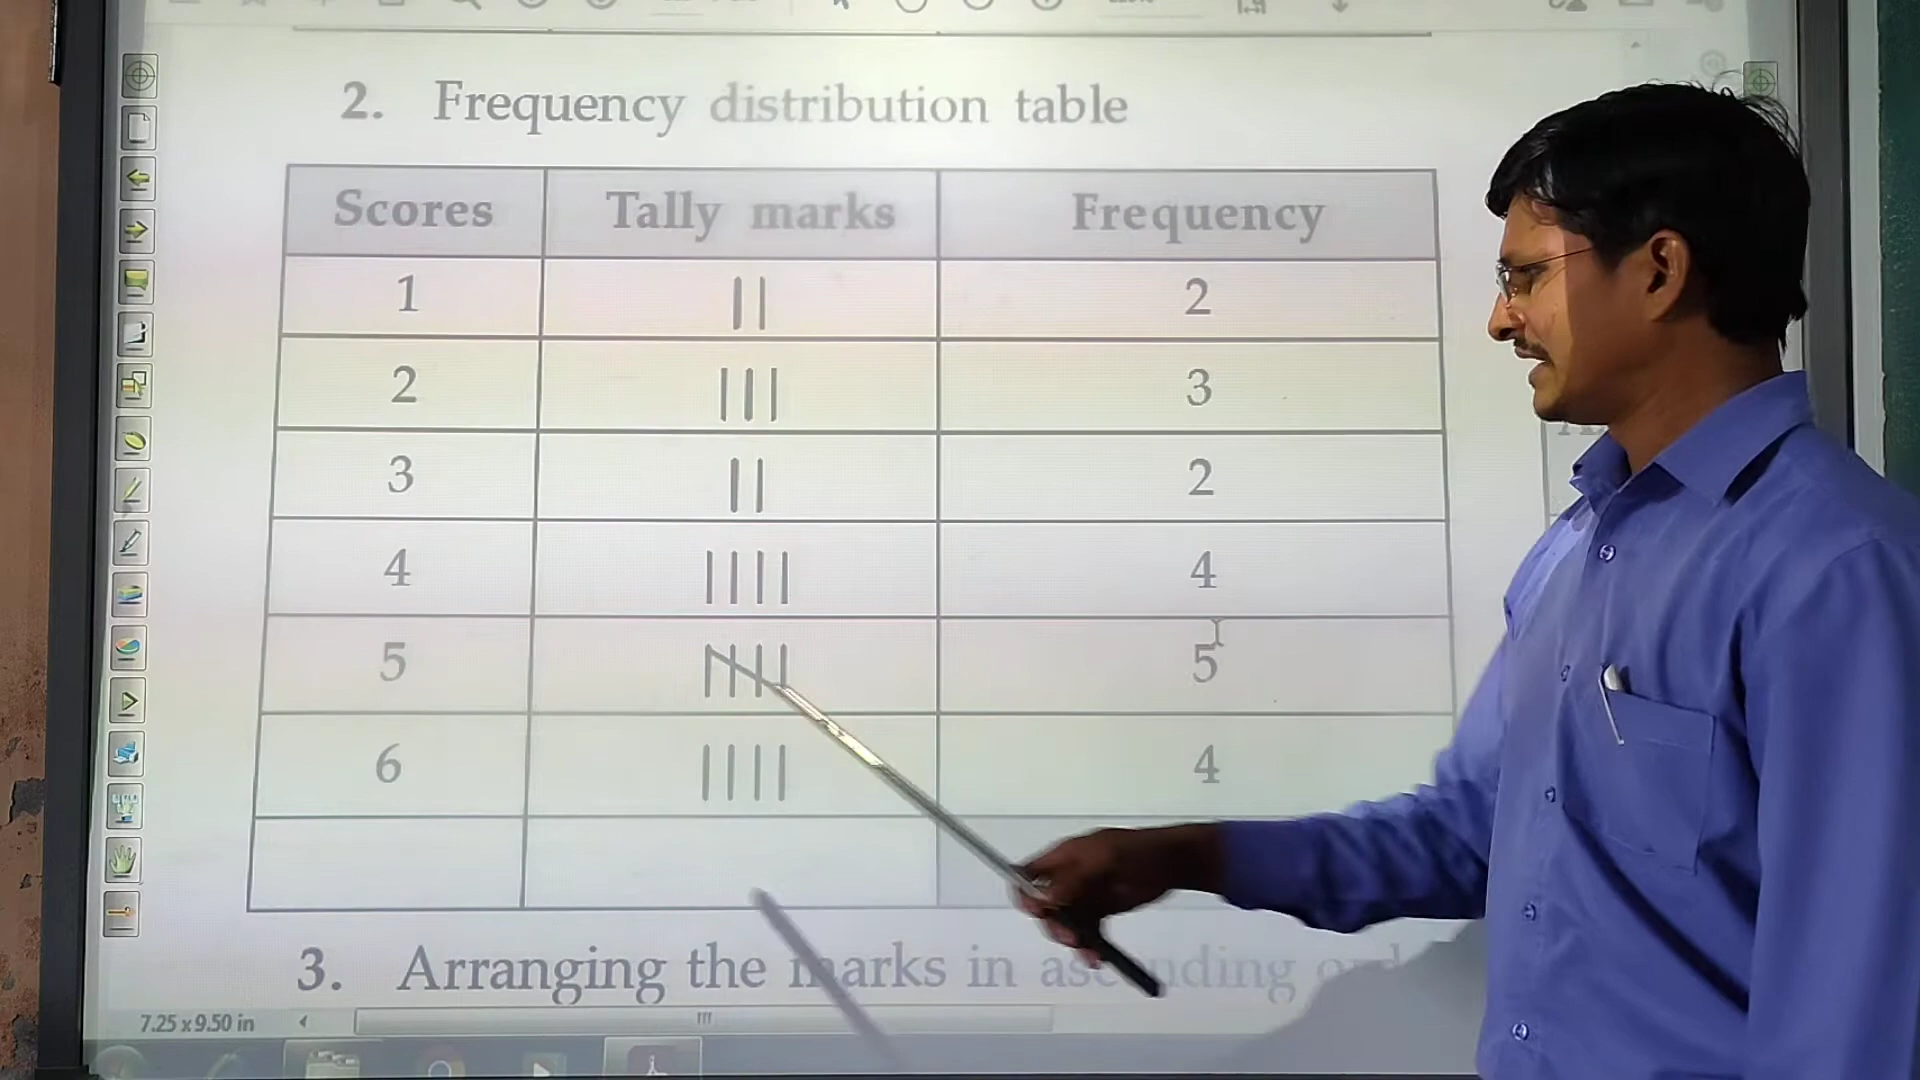 2. Frequency distribution table
Scores Tally marks Frequency
1 || 2
2 ||| 3
3 || 2
4 |||| 4
5 |||| 5
6 |||| 4
3. Arranging the marks in ascending
7.25 x 9.50 in